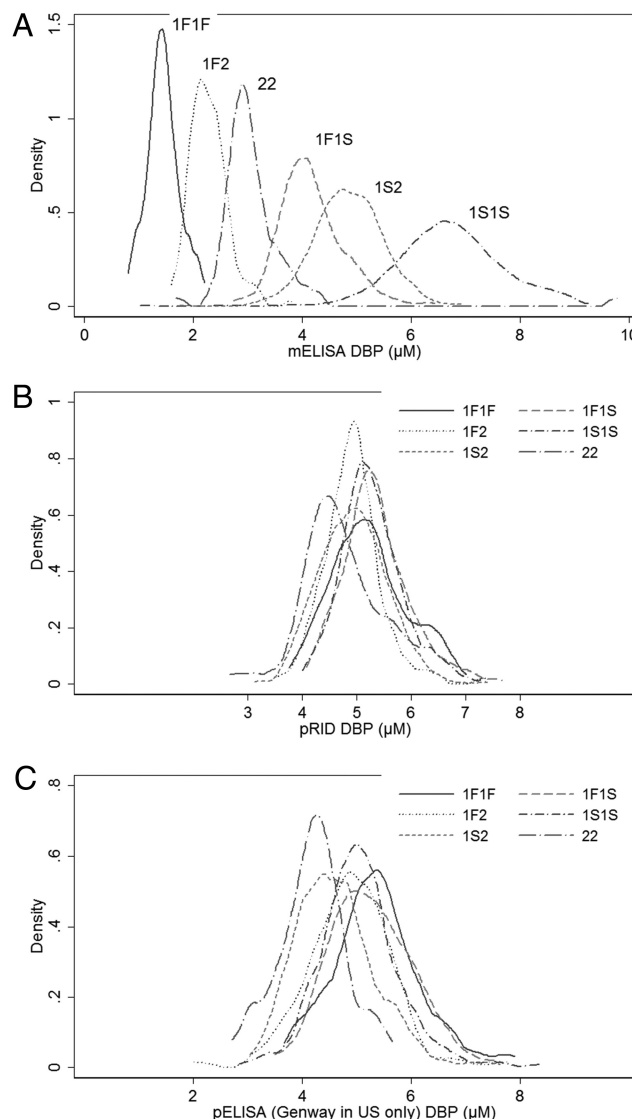 A
1.5
1
.5
0
Density
1F1F
1F2
22
1F1S
1S2
1S1S
0 2 4 6 8 10
mELISA DBP (µM)
B
1
.8
.6
.4
.2
0
Density
1F1F 1F1S
1F2 1S1S
1S2 22
3 4 5 6 7 8
pRID DBP (µM)
C
.8
.6
.4
.2
0
Density
1F1F 1F1S
1F2 1S1S
1S2 22
2 4 6 8
pELISA (Genway in US only) DBP (µM)